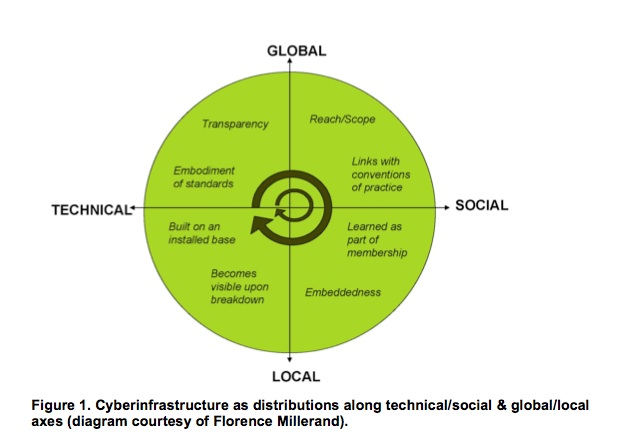 GLOBAL
Transparency
Reach/Scope
Embodiment
of standards
Links with
conventions
of practice
TECHNICAL
SOCIAL
Built on an
installed base
Learned as
part of
membership
Becomes
visible upon
breakdown
Embeddedness
LOCAL
Figure 1. Cyberinfrastructure as distributions along technical/social & global/local
axes (diagram courtesy of Florence Millerand).